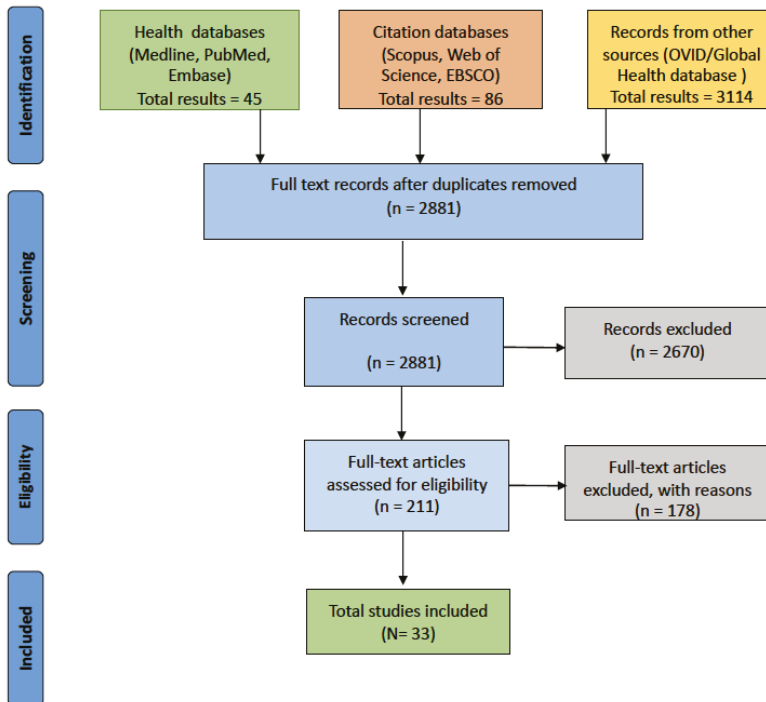 Identification
Health databases
(Medline, PubMed,
Embase)
Total results = 45
Citation databases
(Scopus, Web of
Science, EBSCO)
Total results = 86
Records from other
sources (OVID/Global
Health database )
Total results = 3114
Full text records after duplicates removed
(n = 2881)
Screening
Records screened
(n = 2881)
Records excluded
(n = 2670)
Eligibility
Full-text articles
assessed for eligibility
(n = 211)
Full-text articles
excluded, with reasons
(n = 178)
Included
Total studies included
(N= 33)